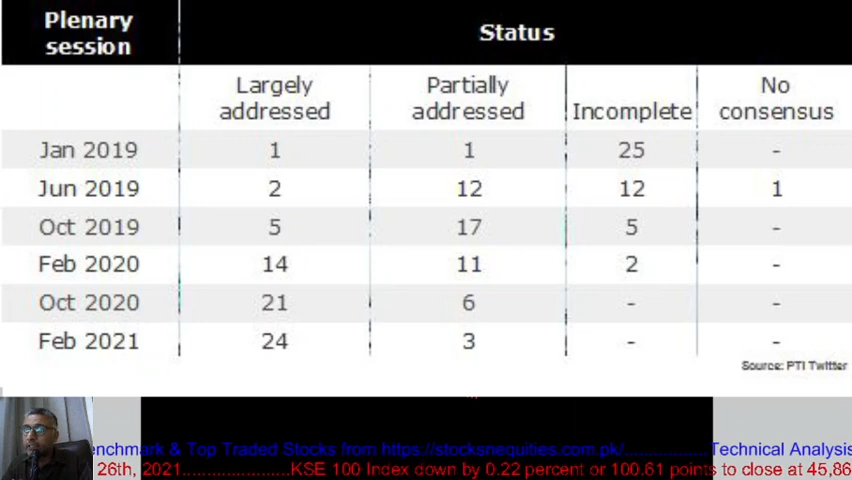 Plenary session Status
Largely addressed Partially addressed Incomplete No consensus
Jan 2019 1 1 25 -
Jun 2019 2 12 12 1
Oct 2019 5 17 5 -
Feb 2020 14 11 2 -
Oct 2020 21 6 - -
Feb 2021 24 3 - -
Source: PTI Twitter
enchmark & Top Traded Stocks from https://stocksnequities.com.pk/....................Technical Analysis
26th, 2021......................KSE 100 Index down by 0.22 percent or 100.61 points to close at 45,86